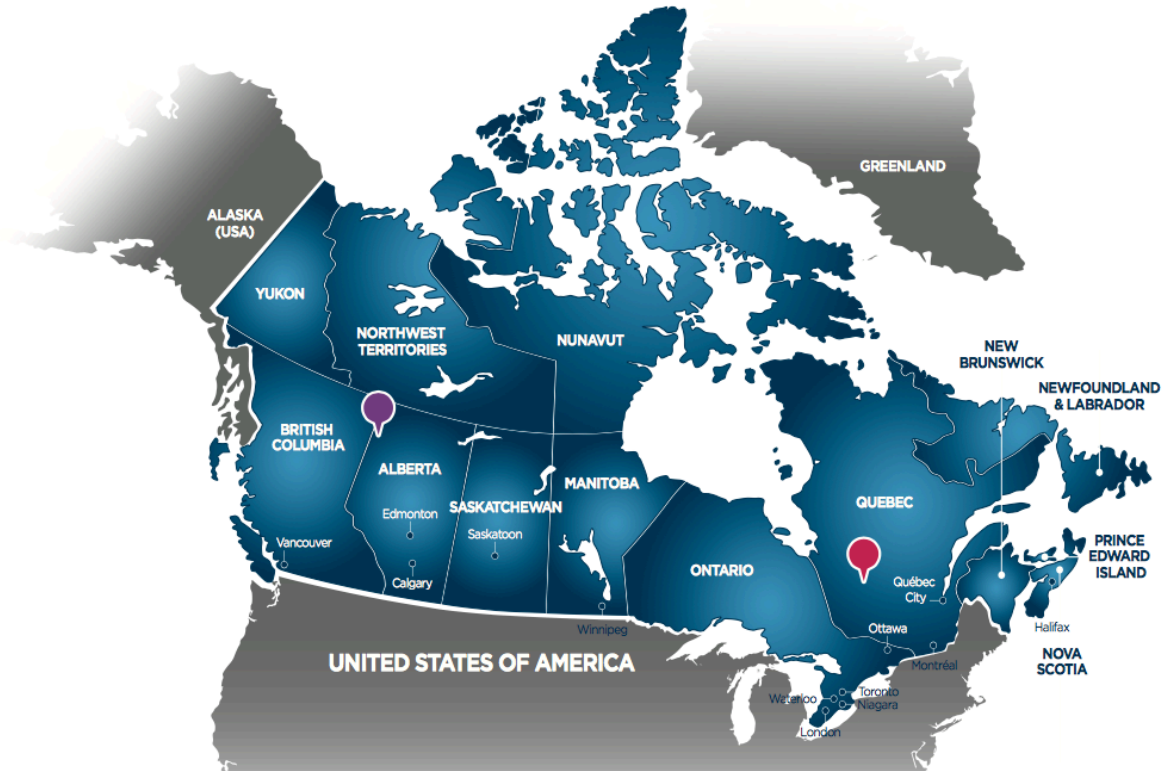 GREENLAND
ALASKA
(USA)
YUKON
NORTHWEST
TERRITORIES
NUNAVUT
NEW
BRUNSWICK
NEWFOUNDLAND
& LABRADOR
BRITISH
COLUMBIA
ALBERTA
MANITOBA
SASKATCHEWAN
QUEBEC
Edmonton
Saskatoon
Vancouver
Calgary
ONTARIO
PRINCE
EDWARD
ISLAND
Québec
City
Winnipeg
Ottawa
Halifax
Montréal
NOVA
SCOTIA
UNITED STATES OF AMERICA
Waterloo
Toronto
Niagara
London